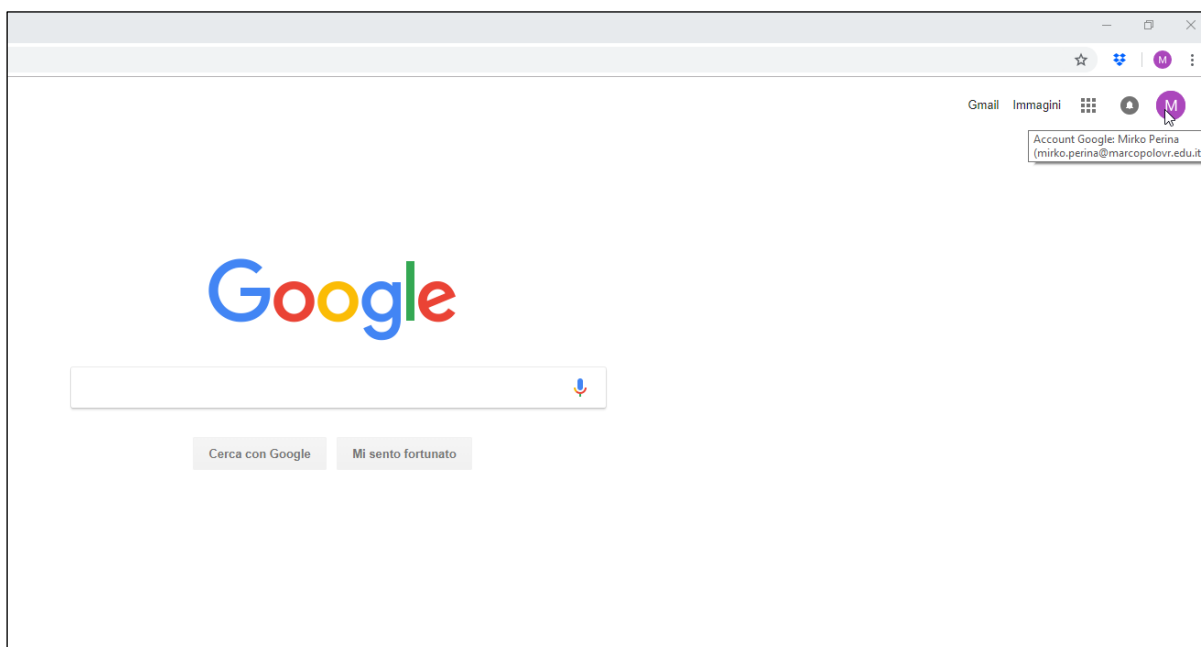 M
Gmail Immagini M
Account Google: Mirko Perina
(mirko.perina@marcopolovr.edu.it
Google
Cerca con Google Mi sento fortunato